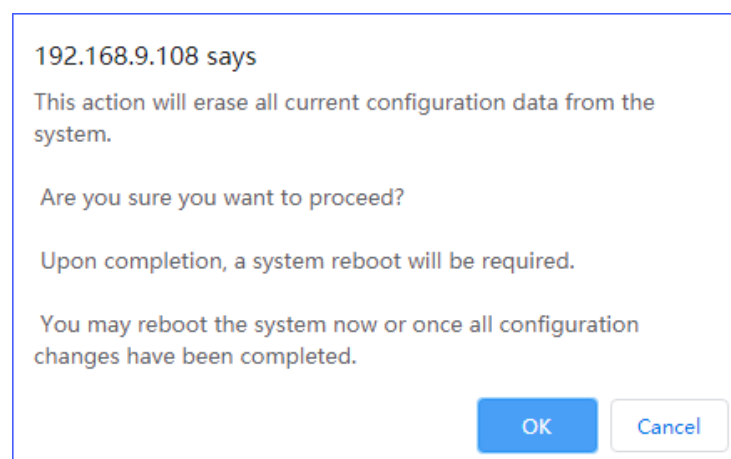 192.168.9.108 says
This action will erase all current configuration data from the
system.
Are you sure you want to proceed?
Upon completion, a system reboot will be required.
You may reboot the system now or once all configuration
changes have been completed.
OK Cancel